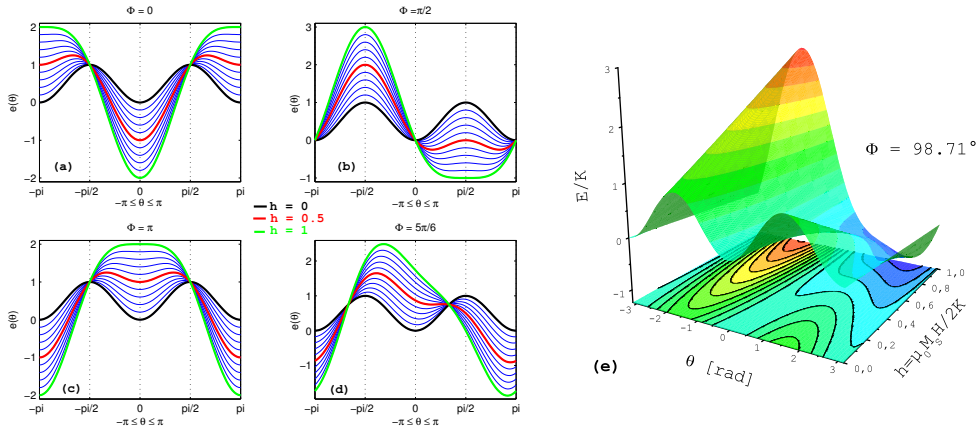 Φ = 0
2
1
0
−1
−2
e(θ)
(a)
−pi −pi/2 0 pi/2 pi
−π ≤ θ ≤ π
Φ =π/2
3
2
1
0
−1
e(θ)
(b)
−pi −pi/2 0 pi/2 pi
−π ≤ θ ≤ π
h = 0
h = 0.5
h = 1
Φ = π
2
1
0
−1
−2
e(θ)
(c)
−pi −pi/2 0 pi/2 pi
−π ≤ θ ≤ π
Φ = 5π/6
2
1
0
−1
−2
e(θ)
(d)
−pi −pi/2 0 pi/2 pi
−π ≤ θ ≤ π
Φ = 98.71°
3
2
1
0
-1
E/K
-3 -2 -1 0 1 2 3
θ [rad]
0,0 0,2 0,4 0,6 0,8 1,0
h=μ₀MₛH/2K
(e)